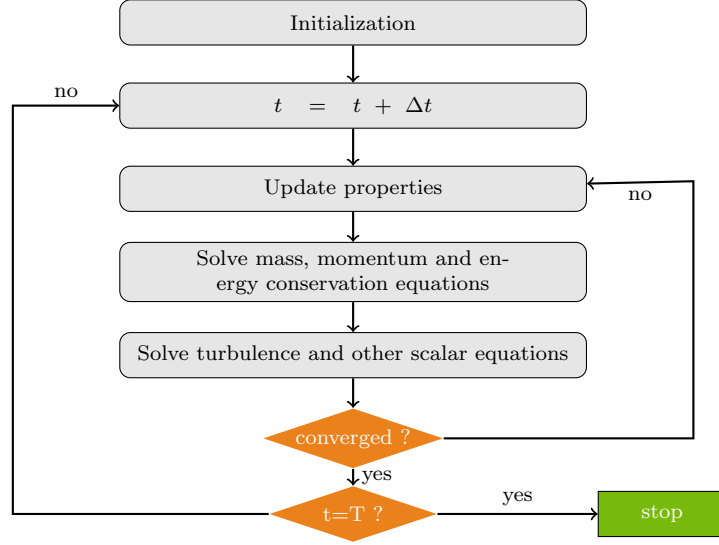 Initialization
no
t = t + Δt
Update properties
no
Solve mass, momentum and en-
ergy conservation equations
Solve turbulence and other scalar equations
converged ?
yes
t=T ?
yes
stop